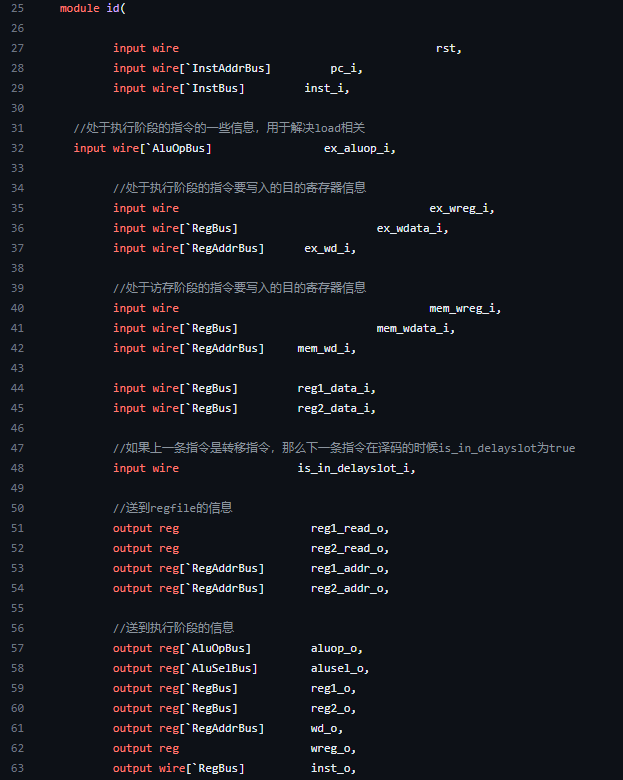 25 module id(
26
27 input wire rst,
28 input wire[`InstAddrBus] pc_i,
29 input wire[`InstBus] inst_i,
30
31 //处于执行阶段的指令的一些信息，用于解决load相关
32 input wire[`AluOpBus] ex_aluop_i,
33
34 //处于执行阶段的指令要写入的目的寄存器信息
35 input wire ex_wreg_i,
36 input wire[`RegBus] ex_wdata_i,
37 input wire[`RegAddrBus] ex_wd_i,
38
39 //处于访存阶段的指令要写入的目的寄存器信息
40 input wire mem_wreg_i,
41 input wire[`RegBus] mem_wdata_i,
42 input wire[`RegAddrBus] mem_wd_i,
43
44 input wire[`RegBus] reg1_data_i,
45 input wire[`RegBus] reg2_data_i,
46
47 //如果上一条指令是转移指令，那么下一条指令在译码的时候is_in_delayslot为true
48 input wire is_in_delayslot_i,
49
50 //送到regfile的信息
51 output reg reg1_read_o,
52 output reg reg2_read_o,
53 output reg[`RegAddrBus] reg1_addr_o,
54 output reg[`RegAddrBus] reg2_addr_o,
55
56 //送到执行阶段的信息
57 output reg[`AluOpBus] aluop_o,
58 output reg[`AluSelBus] alusel_o,
59 output reg[`RegBus] reg1_o,
60 output reg[`RegBus] reg2_o,
61 output reg[`RegAddrBus] wd_o,
62 output reg wreg_o,
63 output wire[`RegBus] inst_o,